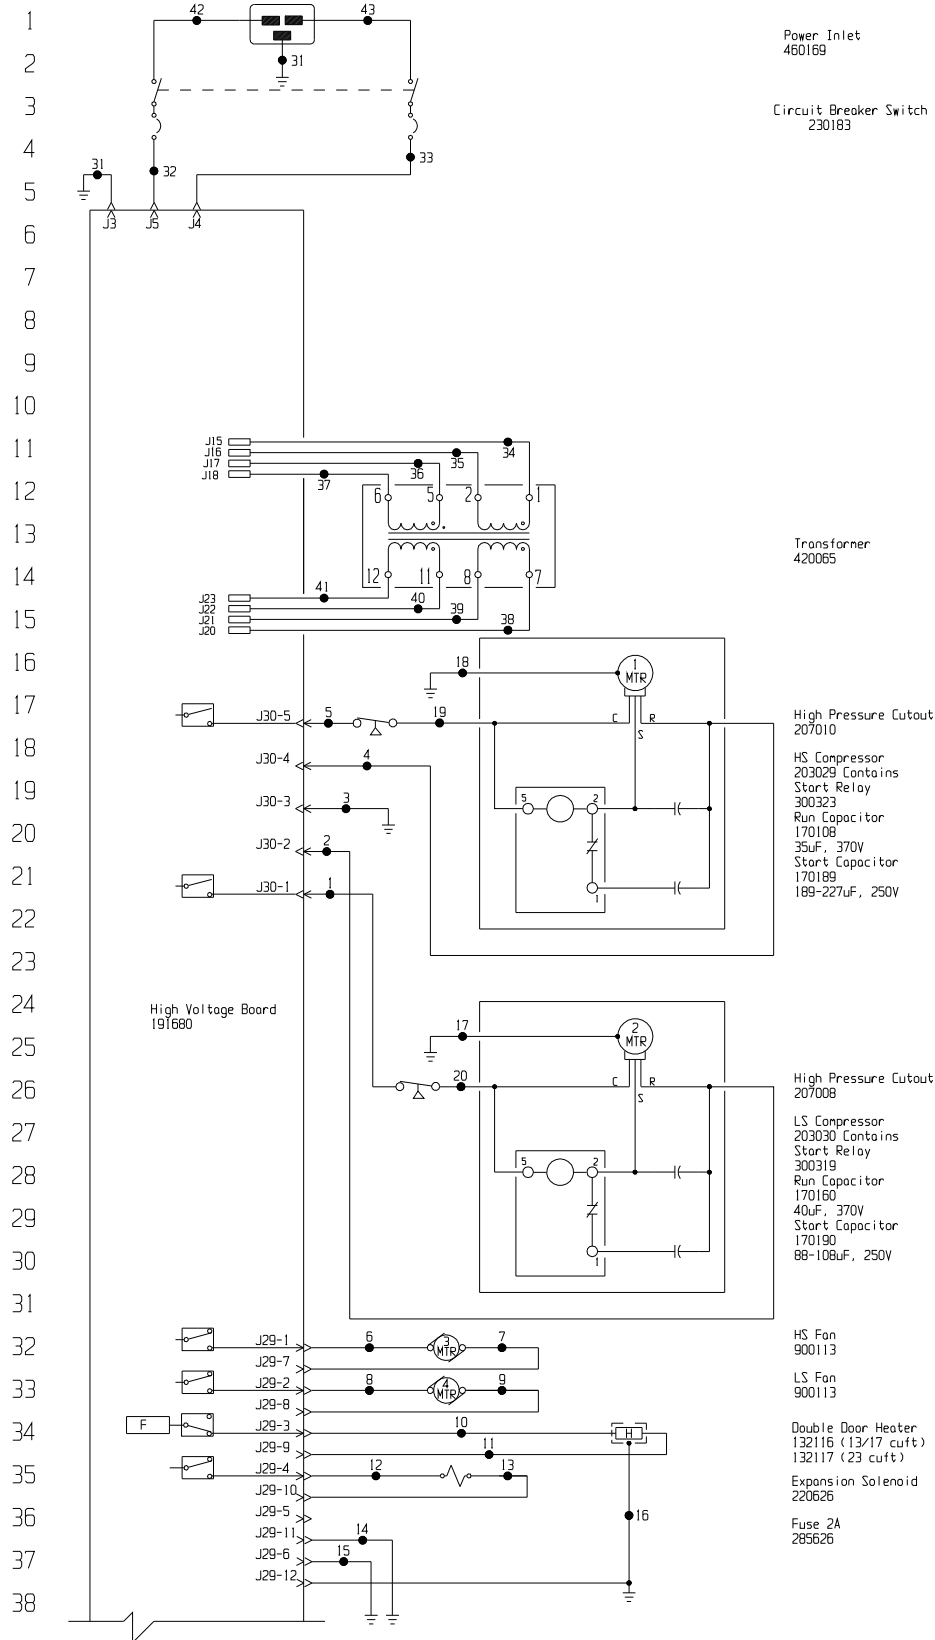 1
42
43
Power Inlet
460169
2
31
3
Circuit Breaker Switch
230183
4
33
31
32
5
J3 J5 J4
6
7
8
9
10
11
J15
34
J16
35
J17
36
J18
37
12
6 5 2 1
13
Transformer
420065
14
12 11 8 7
41
J23
40
J22
15
39
J21
38
J20
16
18
1
MTR
17
J30-5
5
19
C R
S
High Pressure Cutout
207010
18
J30-4
4
HS Compressor
203029 Contains
Start Relay
300323
Run Capacitor
170108
35uF, 370V
Start Capacitor
170189
189-227uF, 250V
19
J30-3
3
5 2
20
J30-2
2
21
J30-1
1
1
22
23
24
High Voltage Board
191680
25
17
2
MTR
26
20
C R
S
High Pressure Cutout
207008
27
LS Compressor
203030 Contains
Start Relay
300319
Run Capacitor
170160
40uF, 370V
Start Capacitor
170190
88-108uF, 250V
28
5 2
29
30
1
31
32
J29-1
6
3
MTR
7
HS Fan
900113
J29-7
33
J29-2
8
4
MTR
9
LS Fan
900113
J29-8
34
F
J29-3
10
H
Double Door Heater
132116 (13/17 cuft)
132117 (23 cuft)
J29-9
11
35
J29-4
12
13
Expansion Solenoid
220626
J29-10
36
J29-5
16
Fuse 2A
285626
J29-11
14
37
J29-6
15
J29-12
38